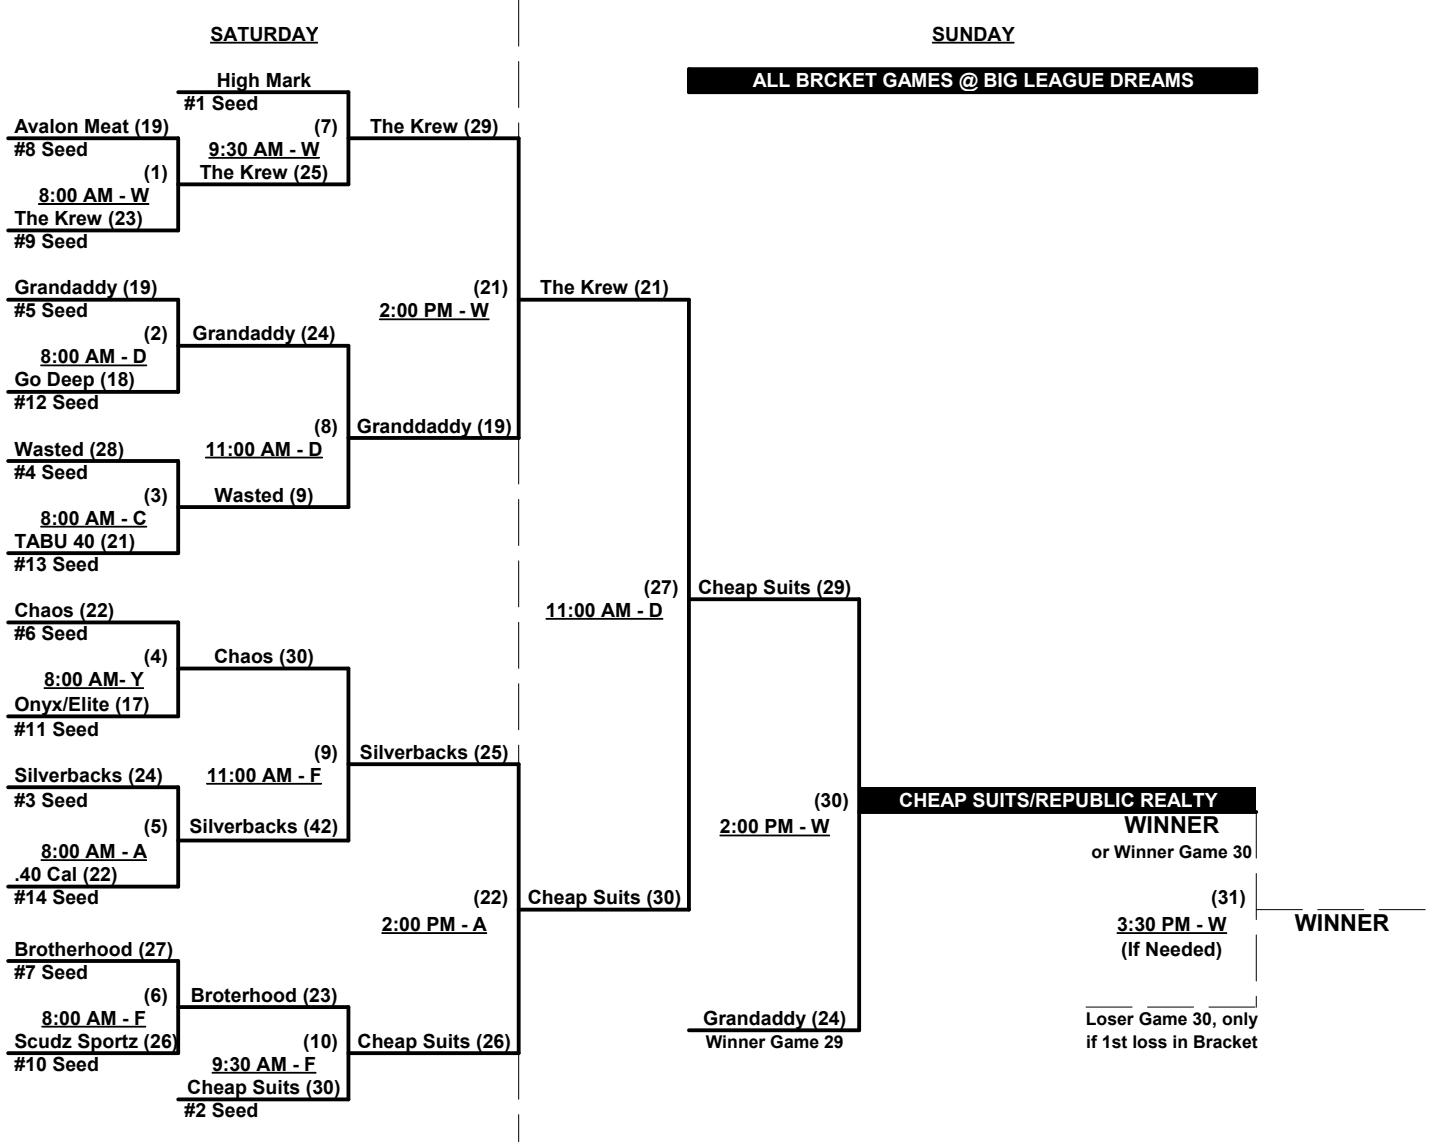 SATURDAY
SUNDAY
ALL BRCKET GAMES @ BIG LEAGUE DREAMS
High Mark
#1 Seed
Avalon Meat (19)
#8 Seed
(7)
9:30 AM - W
The Krew (29)
(1)
8:00 AM - W
The Krew (25)
The Krew (23)
#9 Seed
Grandaddy (19)
#5 Seed
(21)
2:00 PM - W
The Krew (21)
(2)
8:00 AM - D
Grandaddy (24)
Go Deep (18)
#12 Seed
(8)
11:00 AM - D
Granddaddy (19)
Wasted (28)
#4 Seed
(3)
8:00 AM - C
Wasted (9)
TABU 40 (21)
#13 Seed
(27)
11:00 AM - D
Cheap Suits (29)
Chaos (22)
#6 Seed
(4)
8:00 AM- Y
Chaos (30)
Onyx/Elite (17)
#11 Seed
(9)
11:00 AM - F
Silverbacks (25)
Silverbacks (24)
#3 Seed
(5)
8:00 AM - A
Silverbacks (42)
.40 Cal (22)
#14 Seed
(30)
2:00 PM - W
CHEAP SUITS/REPUBLIC REALTY
WINNER
or Winner Game 30
(22)
2:00 PM - A
Cheap Suits (30)
(31)
3:30 PM - W
(If Needed)
WINNER
Brotherhood (27)
#7 Seed
(6)
8:00 AM - F
Broterhood (23)
Scudz Sportz (26)
#10 Seed
(10)
9:30 AM - F
Cheap Suits (26)
Cheap Suits (30)
#2 Seed
Grandaddy (24)
Winner Game 29
Loser Game 30, only
if 1st loss in Bracket